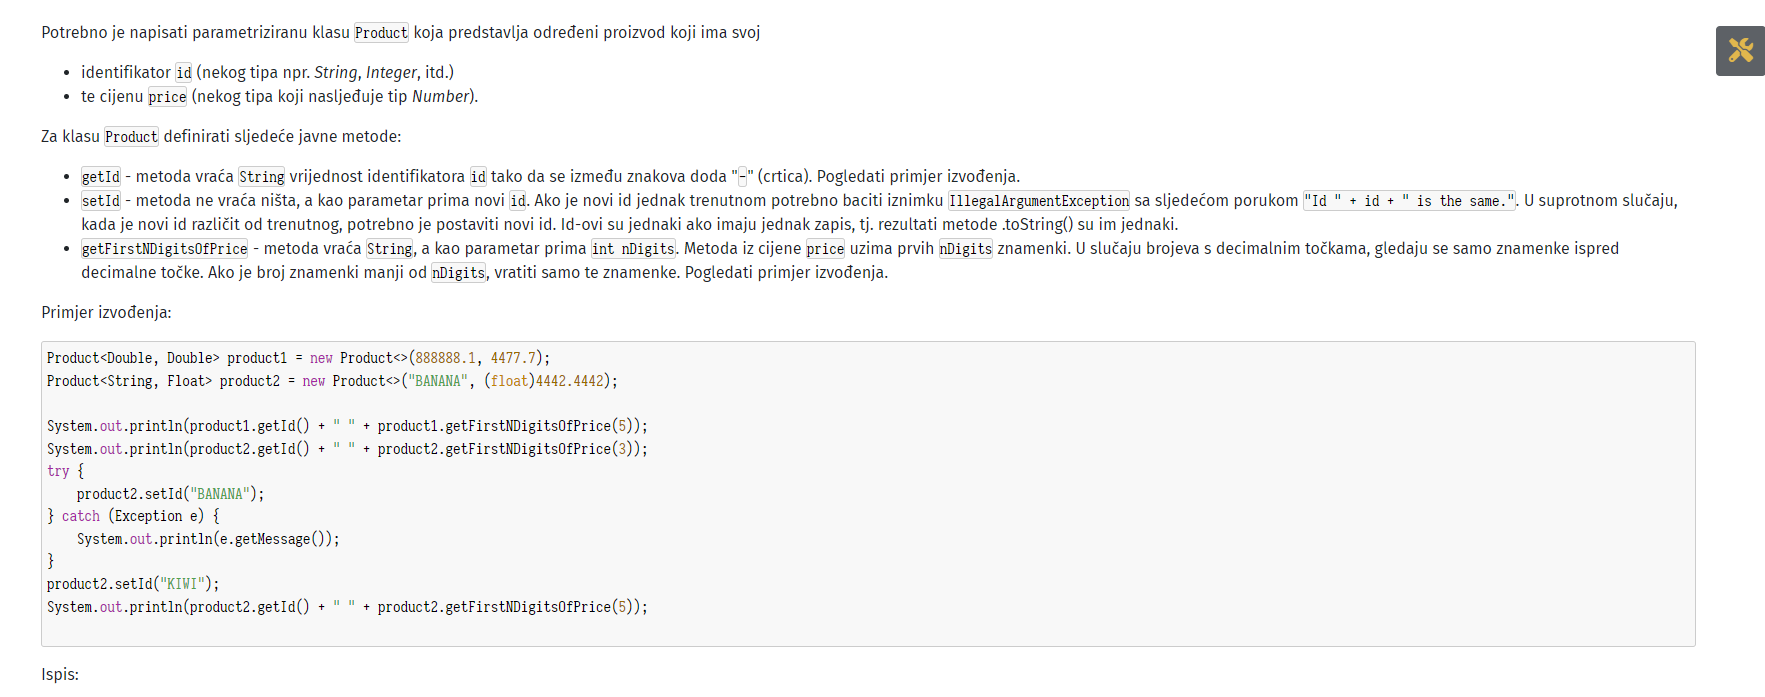 Potrebno je napisati parametriziranu klasu Product koja predstavlja određeni proizvod koji ima svoj
• identifikator id (nekog tipa npr. String, Integer, itd.)
• te cijenu price (nekog tipa koji nasljeđuje tip Number).
Za klasu Product definirati sljedeće javne metode:
• getId - metoda vraća String vrijednost identifikatora id tako da se između znakova doda "-" (crtica). Pogledati primjer izvođenja.
• setId - metoda ne vraća ništa, a kao parametar prima novi id. Ako je novi id jednak trenutnom potrebno baciti iznimku IllegalArgumentException sa sljedećom porukom "Id " + id + " is the same.". U suprotnom slučaju,
kada je novi id različit od trenutnog, potrebno je postaviti novi id. Id-ovi su jednaki ako imaju jednak zapis, tj. rezultati metode .toString() su im jednaki.
• getFirstNDigitsOfPrice - metoda vraća String, a kao parametar prima int nDigits. Metoda iz cijene price uzima prvih nDigits znamenki. U slučaju brojeva s decimalnim točkama, gledaju se samo znamenke ispred
decimalne točke. Ako je broj znamenki manji od nDigits, vratiti samo te znamenke. Pogledati primjer izvođenja.
Primjer izvođenja:
Product<Double, Double> product1 = new Product<>(888888.1, 4477.7);
Product<String, Float> product2 = new Product<>("BANANA", (float)4442.4442);
System.out.println(product1.getId() + " " + product1.getFirstNDigitsOfPrice(5));
System.out.println(product2.getId() + " " + product2.getFirstNDigitsOfPrice(3));
try {
    product2.setId("BANANA");
} catch (Exception e) {
    System.out.println(e.getMessage());
}
product2.setId("KIWI");
System.out.println(product2.getId() + " " + product2.getFirstNDigitsOfPrice(5));
Ispis: